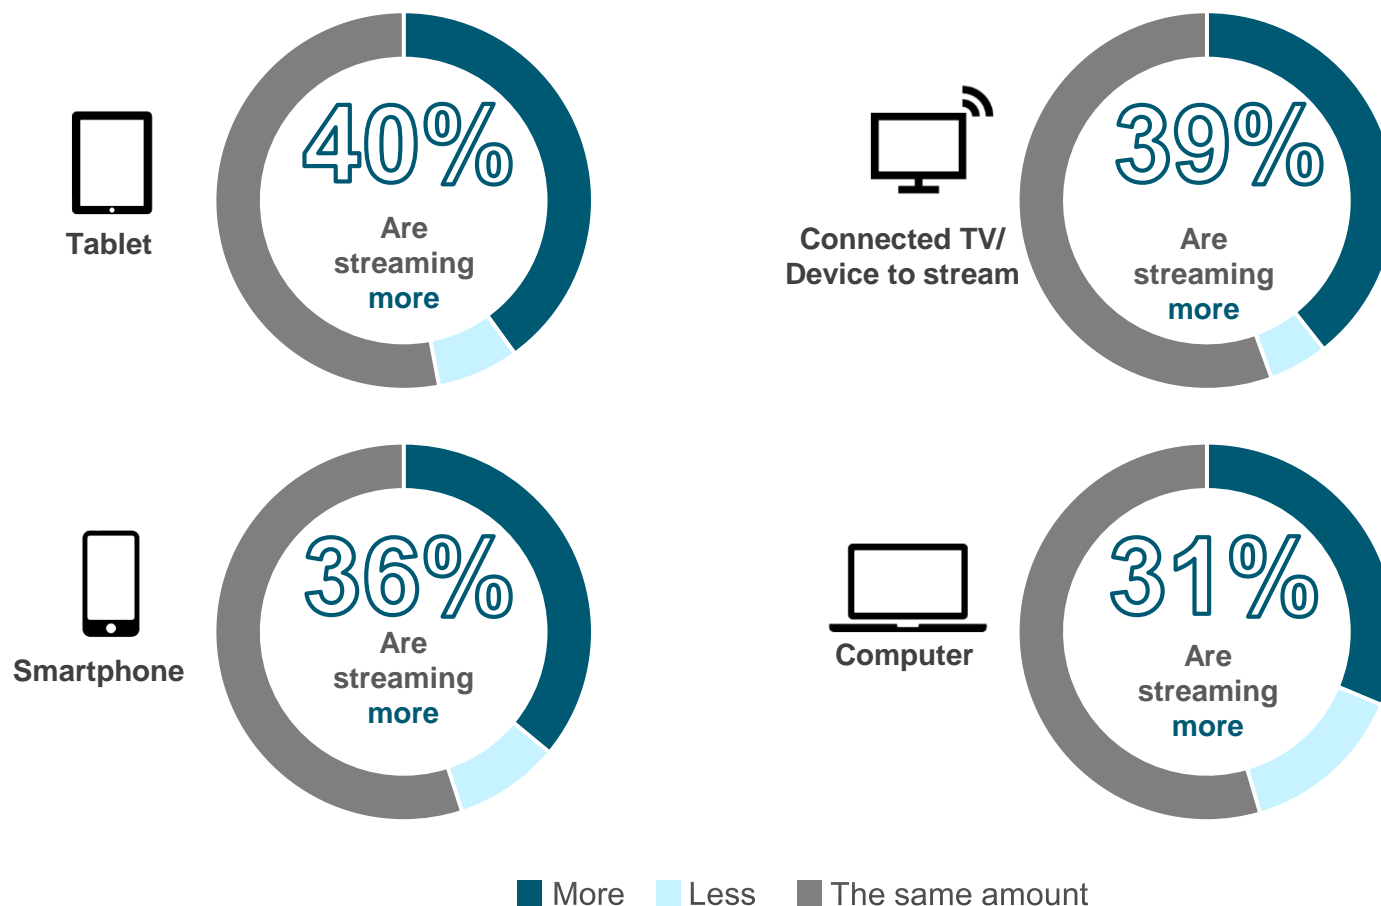 40%
Are
streaming
more
Tablet
39%
Are
streaming
more
Connected TV/
Device to stream
36%
Are
streaming
more
Smartphone
31%
Are
streaming
more
Computer
More
Less
The same amount